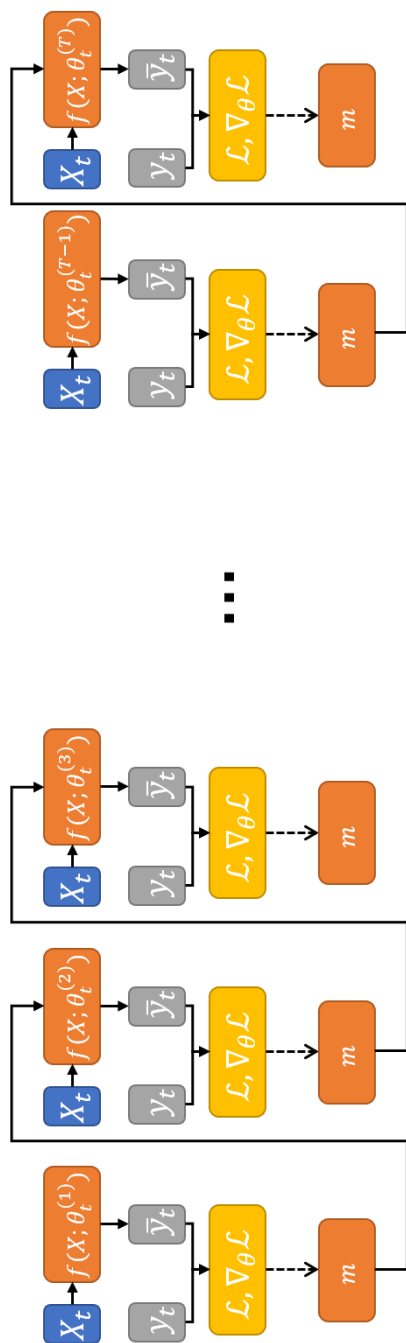 X_t
f(X; θ_t^(1))
y_t
ȳ_t
ℒ, ∇_θℒ
m
X_t
f(X; θ_t^(2))
y_t
ȳ_t
ℒ, ∇_θℒ
m
X_t
f(X; θ_t^(3))
y_t
ȳ_t
ℒ, ∇_θℒ
m
...
X_t
f(X; θ_t^(T−1))
y_t
ȳ_t
ℒ, ∇_θℒ
m
X_t
f(X; θ_t^(T))
y_t
ȳ_t
ℒ, ∇_θℒ
m